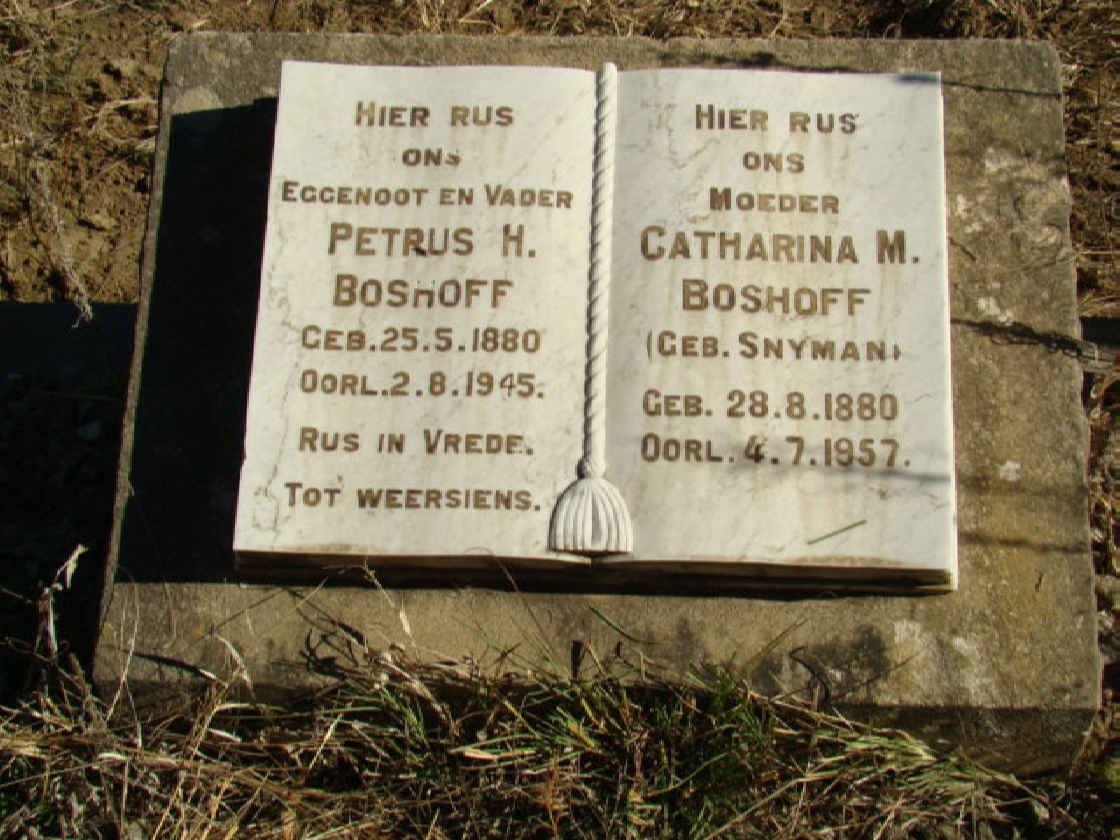 HIER RUS
ONS
EGGENOOT EN VADER
PETRUS H.
BOSHOFF
GEB. 25.5.1880
OORL. 2.8.1945.
RUS IN VREDE.
TOT WEERSIENS.
HIER RUS
ONS
MOEDER
CATHARINA M.
BOSHOFF
(GEB. SNYMAN)
GEB. 28.8.1880
OORL. 4.7.1957.